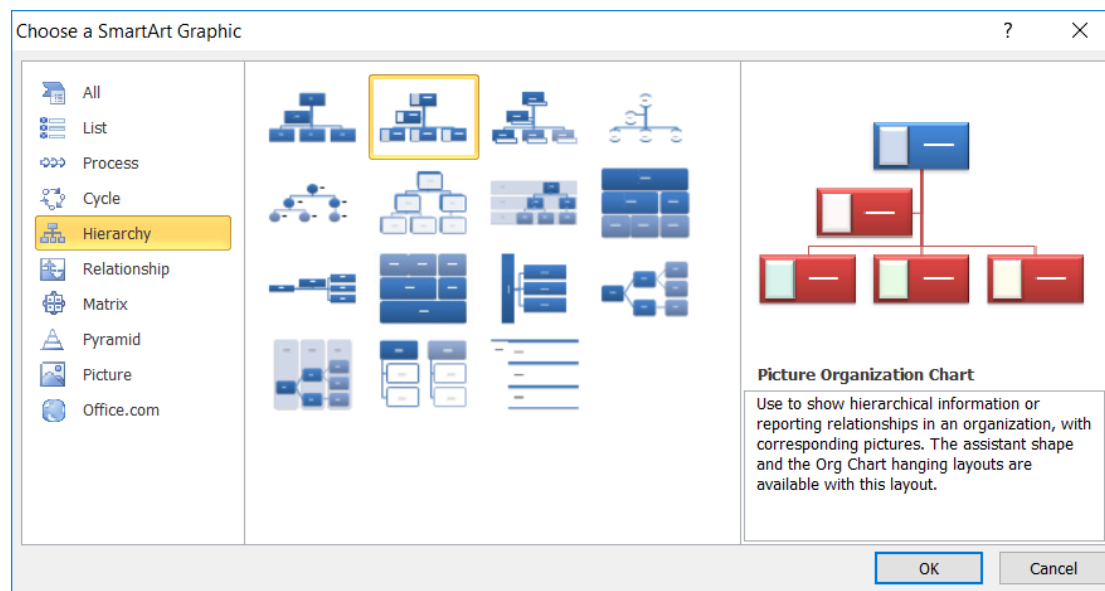 Choose a SmartArt Graphic
?
All
List
Process
Cycle
Hierarchy
Relationship
Matrix
Pyramid
Picture
Office.com
Picture Organization Chart
Use to show hierarchical information or
reporting relationships in an organization, with
corresponding pictures. The assistant shape
and the Org Chart hanging layouts are
available with this layout.
OK
Cancel